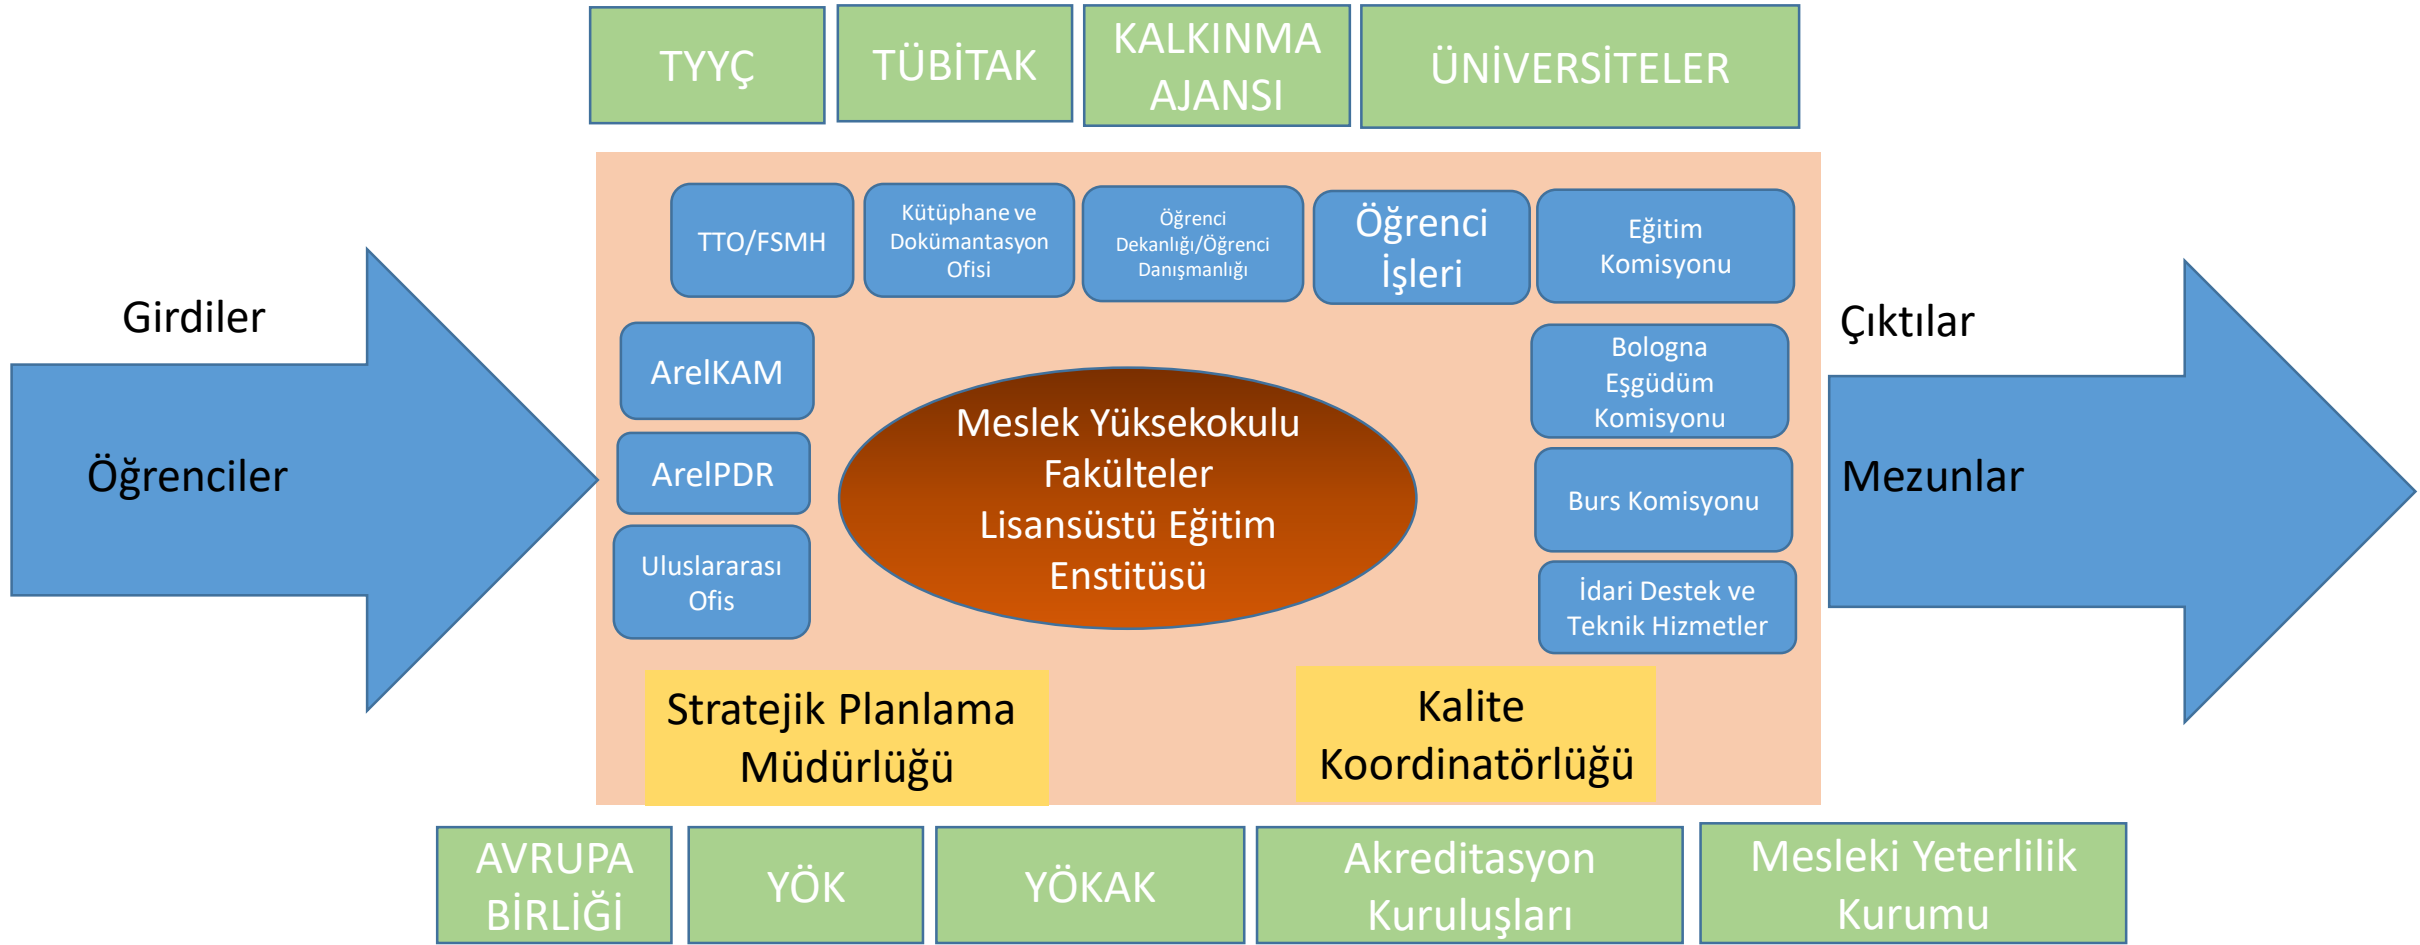 TYYÇ
TÜBİTAK
KALKINMA
AJANSI
ÜNİVERSİTELER
TTO/FSMH
Kütüphane ve
Dokümantasyon
Ofisi
Öğrenci
Dekanlığı/Öğrenci
Danışmanlığı
Öğrenci
İşleri
Eğitim
Komisyonu
Girdiler
Öğrenciler
ArelKAM
ArelPDR
Uluslararası
Ofis
Meslek Yüksekokulu
Fakülteler
Lisansüstü Eğitim
Enstitüsü
Bologna
Eşgüdüm
Komisyonu
Burs Komisyonu
İdari Destek ve
Teknik Hizmetler
Çıktılar
Mezunlar
Stratejik Planlama
Müdürlüğü
Kalite
Koordinatörlüğü
AVRUPA
BİRLİĞİ
YÖK
YÖKAK
Akreditasyon
Kuruluşları
Mesleki Yeterlilik
Kurumu